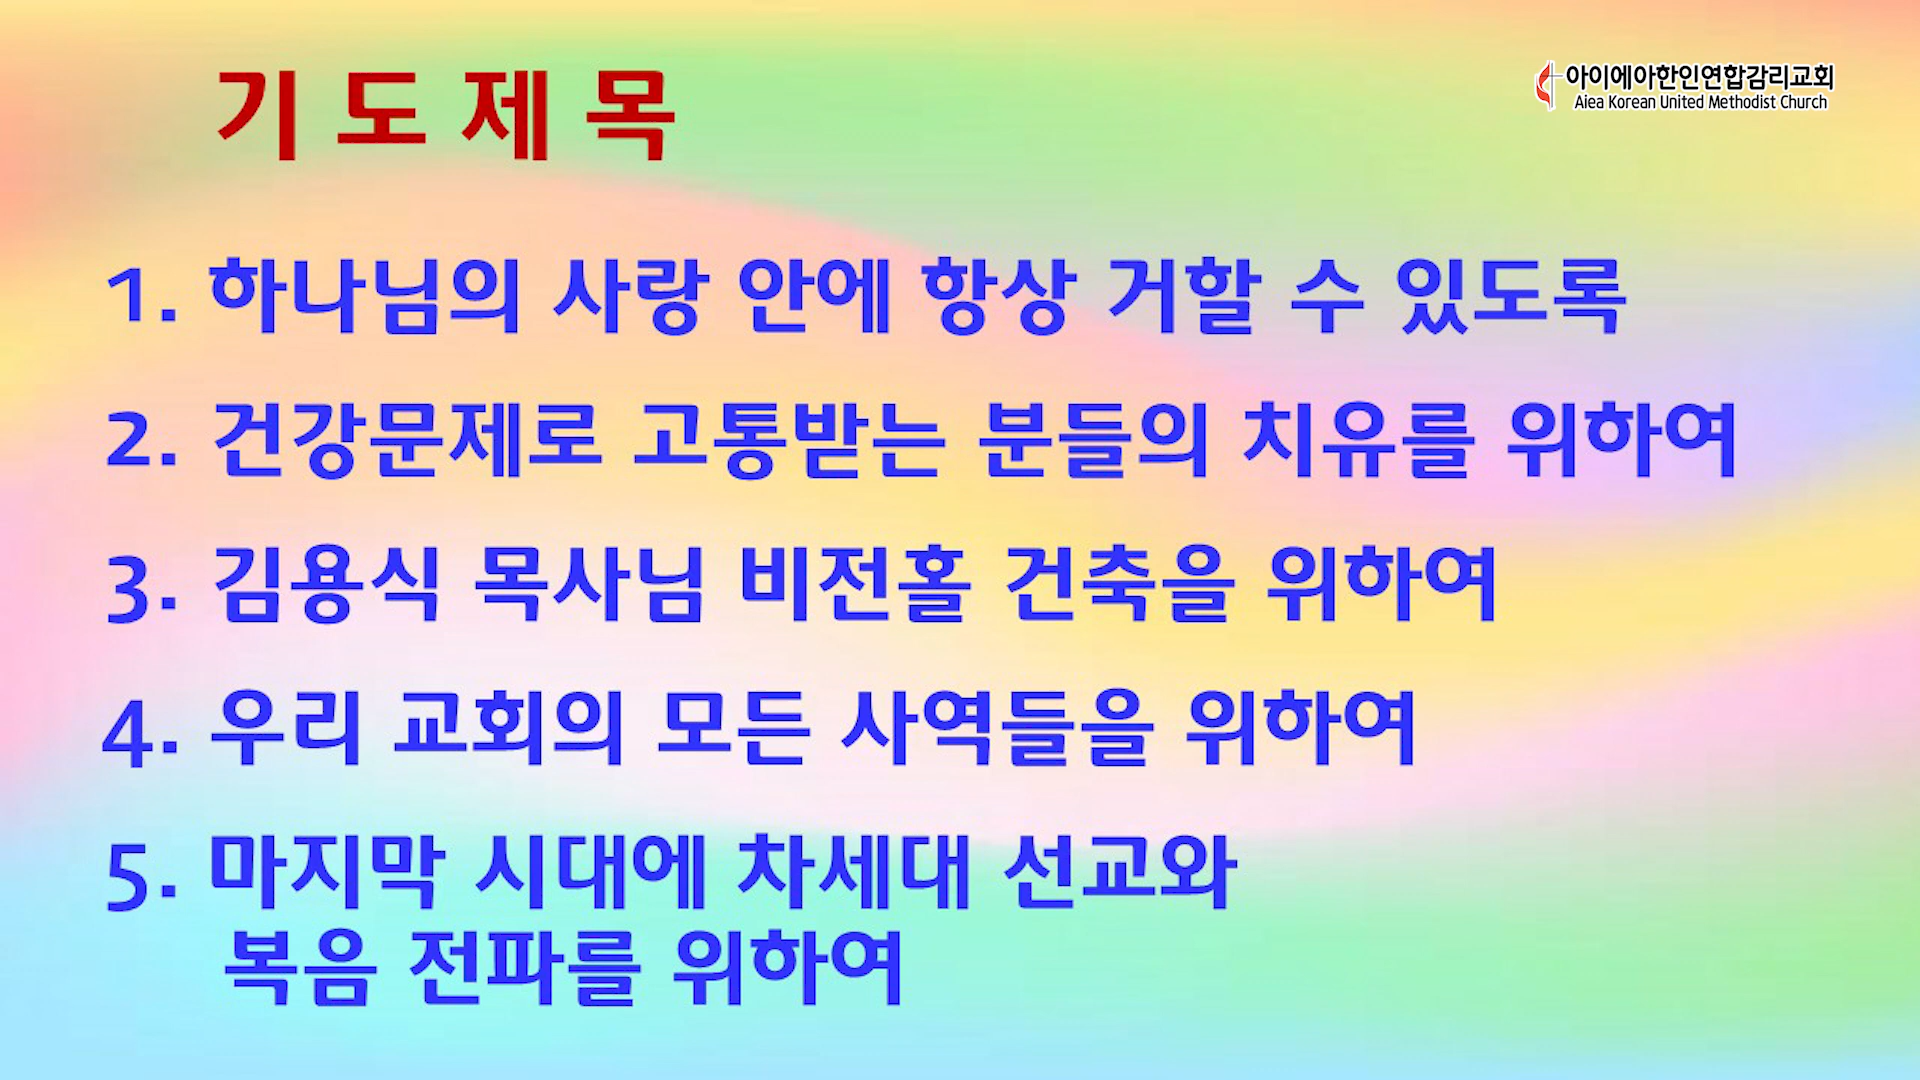 기 도 제 목
아이에아한인연합감리교회
Aiea Korean United Methodist Church
1. 하나님의 사랑 안에 항상 거할 수 있도록
2. 건강문제로 고통받는 분들의 치유를 위하여
3. 김용식 목사님 비전홀 건축을 위하여
4. 우리 교회의 모든 사역들을 위하여
5. 마지막 시대에 차세대 선교와
복음 전파를 위하여